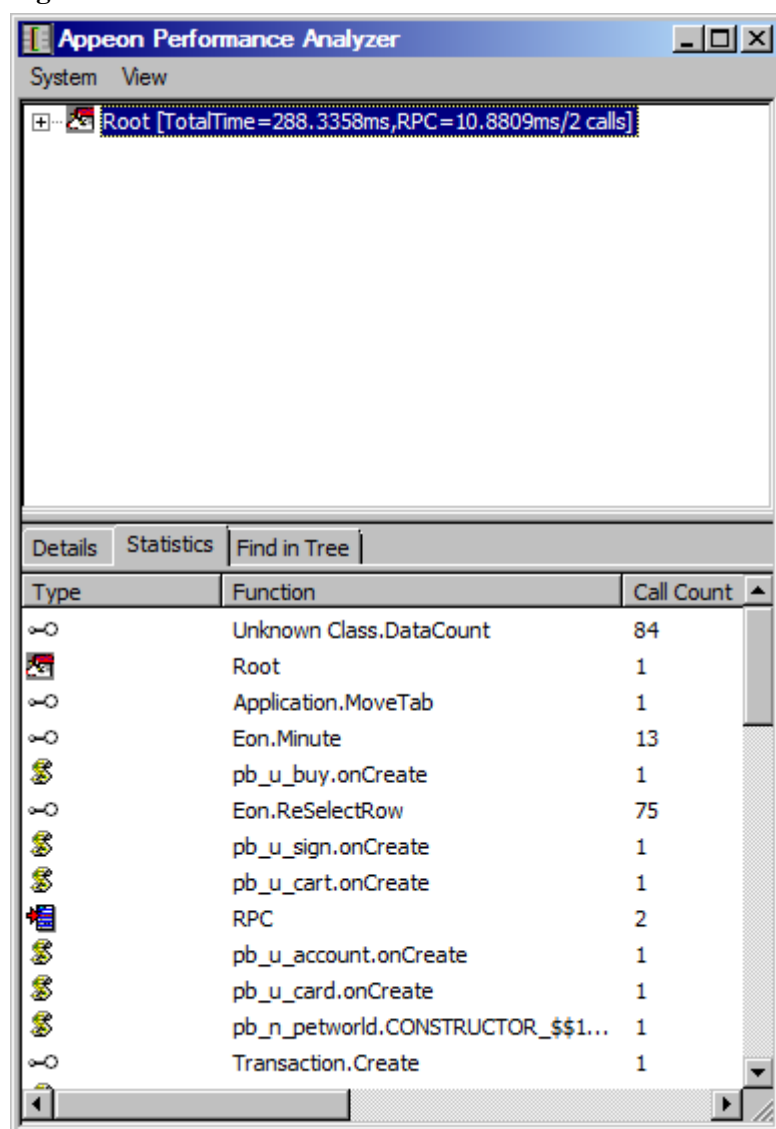 Appeon Performance Analyzer
System View
Root [TotalTime=288.3358ms,RPC=10.8809ms/2 calls]
Details Statistics Find in Tree
Type Function Call Count
Unknown Class.DataCount 84
Root 1
Application.MoveTab 1
Eon.Minute 13
pb_u_buy.onCreate 1
Eon.ReSelectRow 75
pb_u_sign.onCreate 1
pb_u_cart.onCreate 1
RPC 2
pb_u_account.onCreate 1
pb_u_card.onCreate 1
pb_n_petworld.CONSTRUCTOR_$$1... 1
Transaction.Create 1